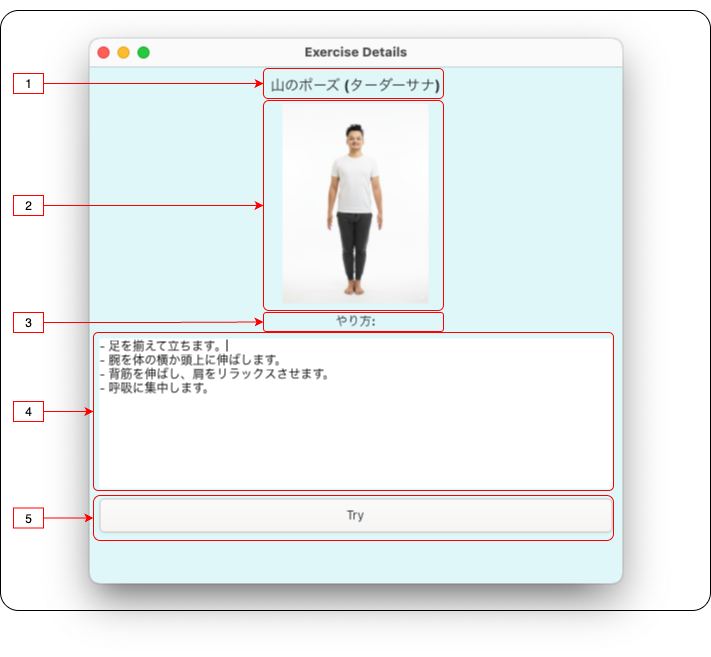 Exercise Details
1
山のポーズ (ターダーサナ)
2
3
やり方:
- 足を揃えて立ちます。
- 腕を体の横か頭上に伸ばします。
- 背筋を伸ばし、肩をリラックスさせます。
- 呼吸に集中します。
4
5
Try